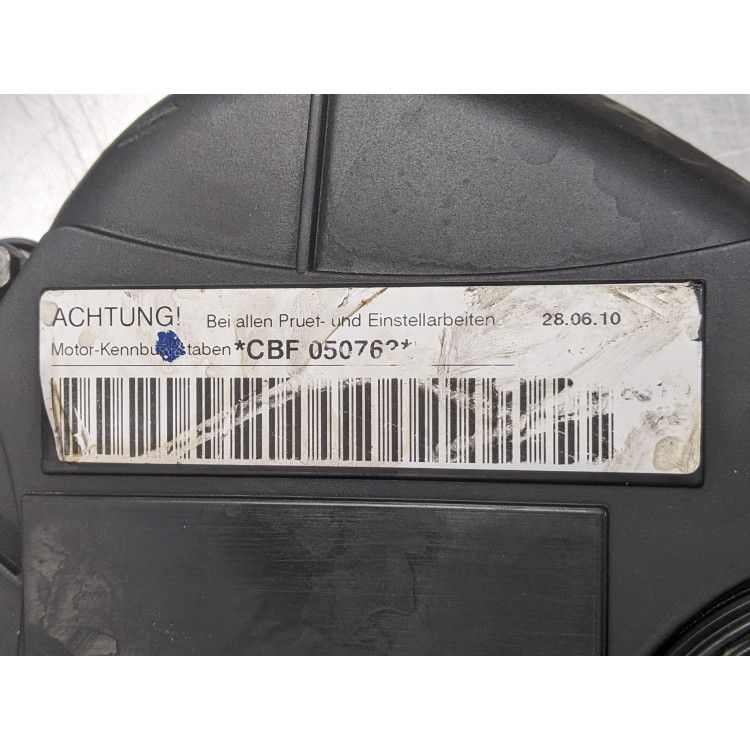 ACHTUNG! Bei allen Pruet- und Einstellarbeiten 28.06.10
Motor-Kennbu staben *CBF